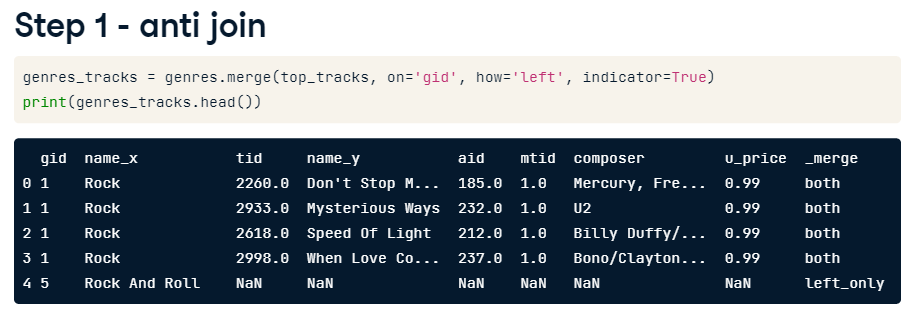 Step 1 - anti join
genres_tracks = genres.merge(top_tracks, on='gid', how='left', indicator=True)
print(genres_tracks.head())
gid name_x tid name_y aid mtid composer u_price _merge
0 1 Rock 2260.0 Don't Stop M... 185.0 1.0 Mercury, Fre... 0.99 both
1 1 Rock 2933.0 Mysterious Ways 232.0 1.0 U2 0.99 both
2 1 Rock 2618.0 Speed Of Light 212.0 1.0 Billy Duffy/... 0.99 both
3 1 Rock 2998.0 When Love Co... 237.0 1.0 Bono/Clayton... 0.99 both
4 5 Rock And Roll NaN NaN NaN NaN NaN NaN left_only